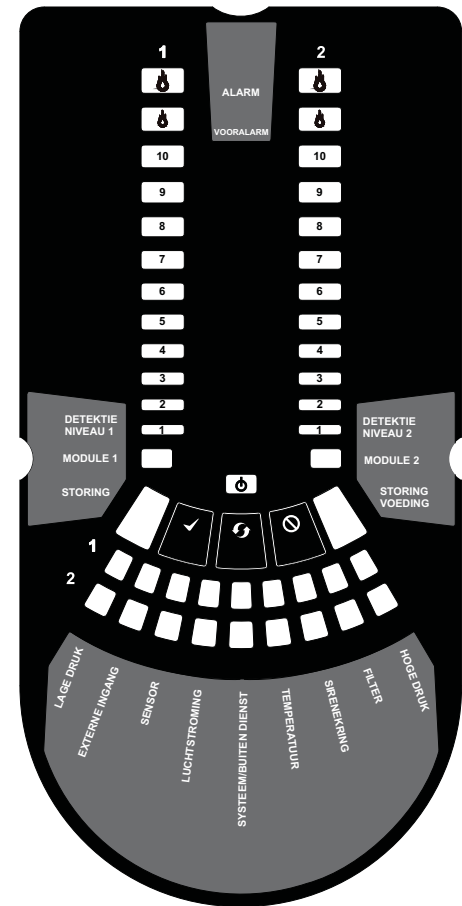 1
2
ALARM
VOORALARM
10
10
9
9
8
8
7
7
6
6
5
5
4
4
3
3
2
2
1
1
DETEKTIE
NIVEAU 1
MODULE 1
STORING
DETEKTIE
NIVEAU 2
MODULE 2
STORING
VOEDING
1
2
LAGE DRUK
EXTERNE INGANG
SENSOR
LUCHTSTROMING
SYSTEEM/BUITEN DIENST
TEMPERATUUR
SIRENEKRING
FILTER
HOGE DRUK